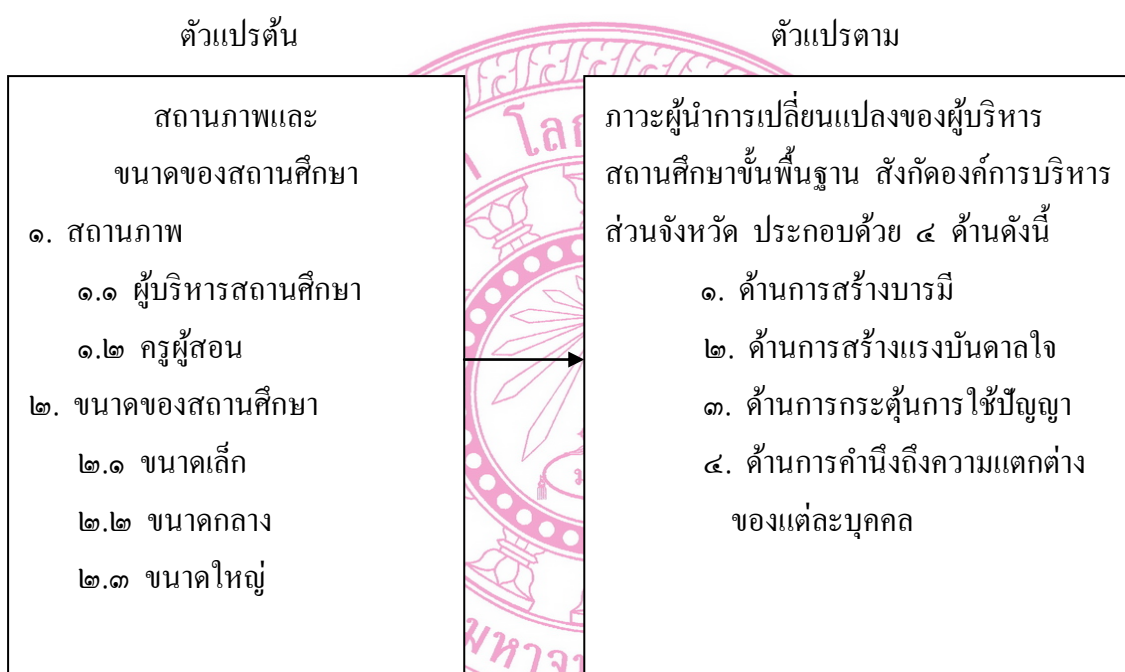 ตัวแปรต้น
ตัวแปรตาม
สถานภาพและ
ขนาดของสถานศึกษา
๑. สถานภาพ
๑.๑ ผู้บริหารสถานศึกษา
๑.๒ ครูผู้สอน
๒. ขนาดของสถานศึกษา
๒.๑ ขนาดเล็ก
๒.๒ ขนาดกลาง
๒.๓ ขนาดใหญ่
ภาวะผู้นำการเปลี่ยนแปลงของผู้บริหาร
สถานศึกษาขั้นพื้นฐาน สังกัดองค์การบริหาร
ส่วนจังหวัด ประกอบด้วย ๔ ด้านดังนี้
๑. ด้านการสร้างบารมี
๒. ด้านการสร้างแรงบันดาลใจ
๓. ด้านการกระตุ้นการใช้ปัญญา
๔. ด้านการคำนึงถึงความแตกต่าง
ของแต่ละบุคคล